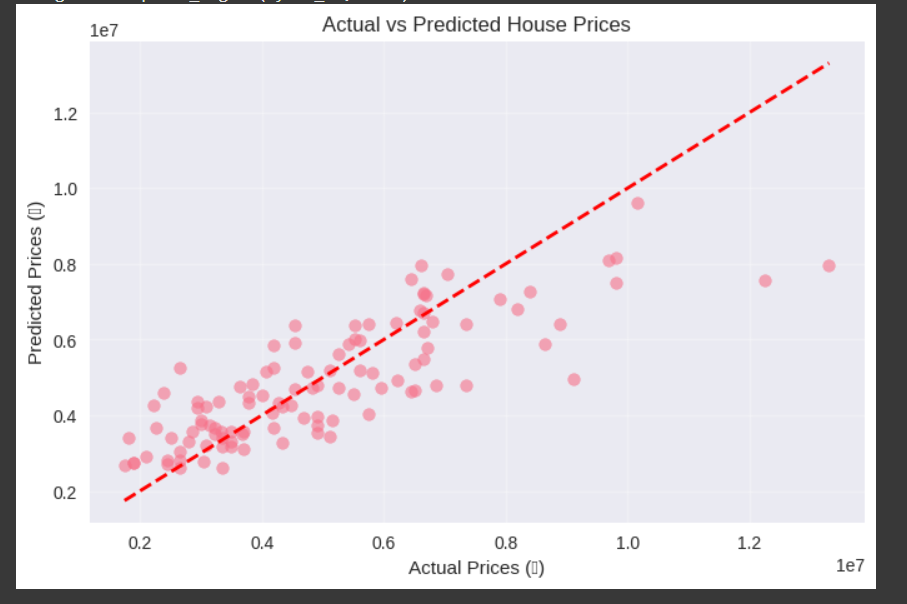 Actual vs Predicted House Prices
1e7
1.2
1.0
0.8
0.6
0.4
0.2
Predicted Prices (▯)
0.2 0.4 0.6 0.8 1.0 1.2
1e7
Actual Prices (▯)